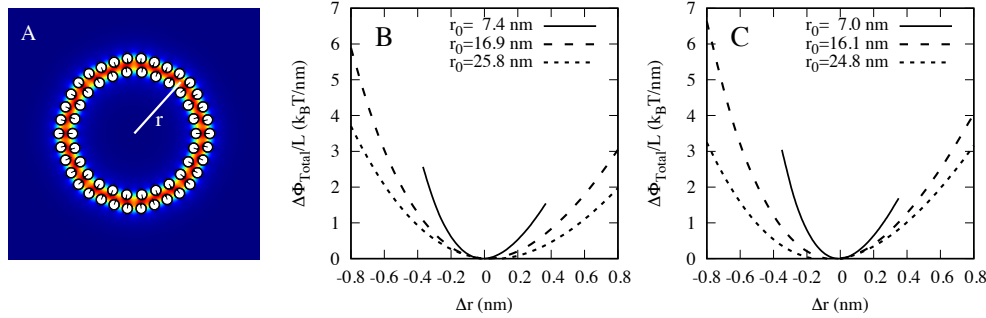 A
r
B
r₀= 7.4 nm
r₀=16.9 nm
r₀=25.8 nm
7
6
5
4
3
2
1
0
ΔΦ_Total/L (k_BT/nm)
-0.8 -0.6 -0.4 -0.2 0 0.2 0.4 0.6 0.8
Δr (nm)
C
r₀= 7.0 nm
r₀=16.1 nm
r₀=24.8 nm
7
6
5
4
3
2
1
0
ΔΦ_Total/L (k_BT/nm)
-0.8 -0.6 -0.4 -0.2 0 0.2 0.4 0.6 0.8
Δr (nm)